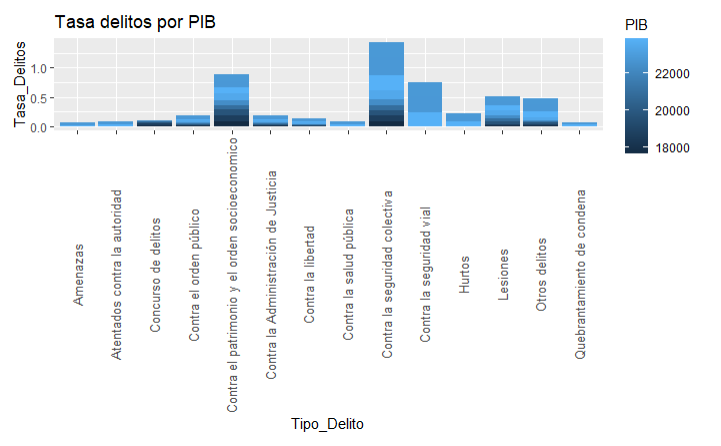 Tasa delitos por PIB
Tasa_Delitos
1.0
0.5
0.0
Amenazas
Atentados contra la autoridad
Concurso de delitos
Contra el orden público
Contra el patrimonio y el orden socioeconomico
Contra la Administración de Justicia
Contra la libertad
Contra la salud pública
Contra la seguridad colectiva
Contra la seguridad vial
Hurtos
Lesiones
Otros delitos
Quebrantamiento de condena
Tipo_Delito
PIB
22000
20000
18000